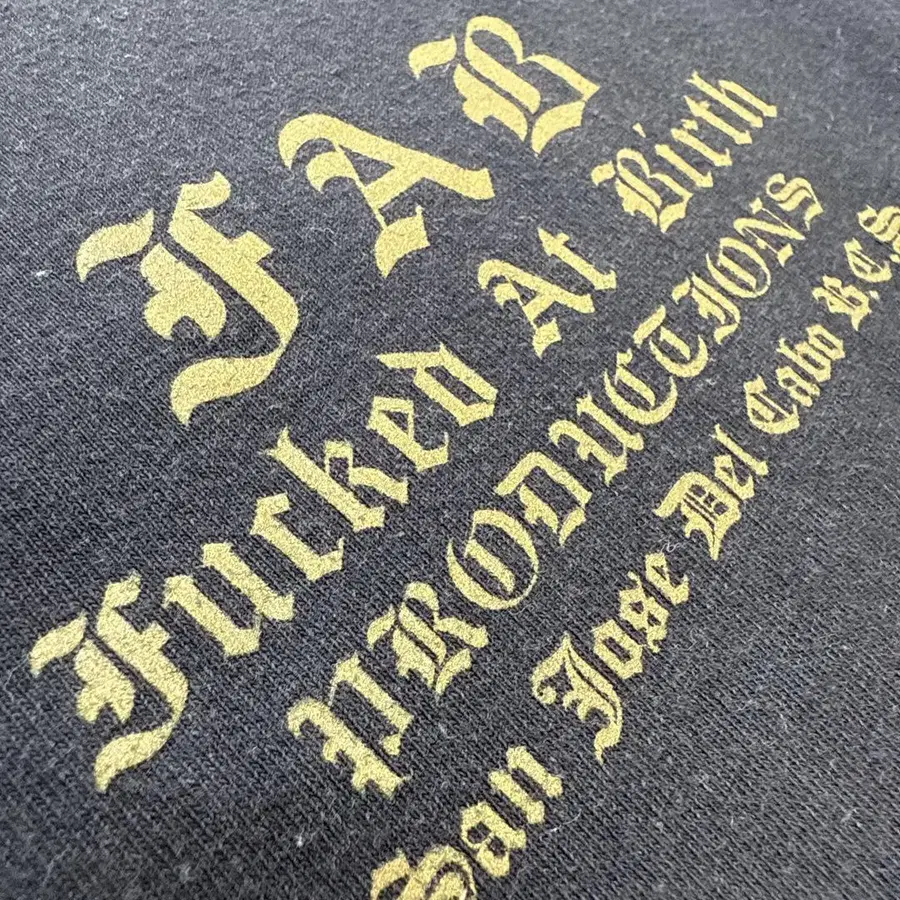 FAB
Fucked At Birth
PRODUCTIONS
San Jose Del Cabo B.C.S